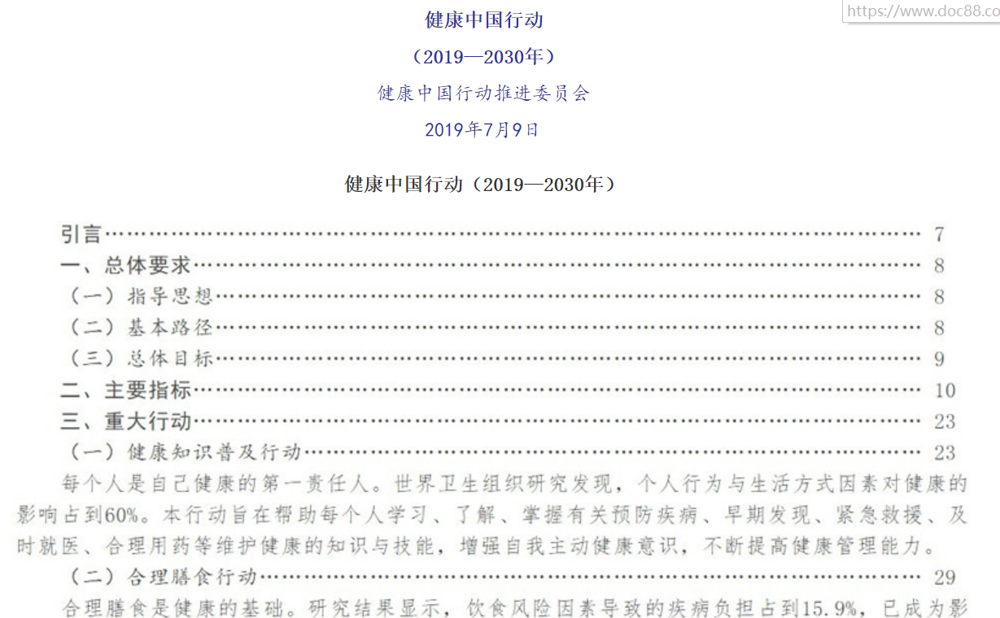 https://www.doc88.co
健康中国行动
（2019—2030年）
健康中国行动推进委员会
2019年7月9日
健康中国行动（2019—2030年）
引言…………………………………………………………………………………………… 7
一、总体要求………………………………………………………………………………… 8
（一）指导思想……………………………………………………………………………… 8
（二）基本路径……………………………………………………………………………… 8
（三）总体目标……………………………………………………………………………… 9
二、主要指标………………………………………………………………………………… 10
三、重大行动………………………………………………………………………………… 23
（一）健康知识普及行动…………………………………………………………………… 23
每个人是自己健康的第一责任人。世界卫生组织研究发现，个人行为与生活方式因素对健康的
影响占到60%。本行动旨在帮助每个人学习、了解、掌握有关预防疾病、早期发现、紧急救援、及
时就医、合理用药等维护健康的知识与技能，增强自我主动健康意识，不断提高健康管理能力。
（二）合理膳食行动………………………………………………………………………… 29
合理膳食是健康的基础。研究结果显示，饮食风险因素导致的疾病负担占到15.9%，已成为影